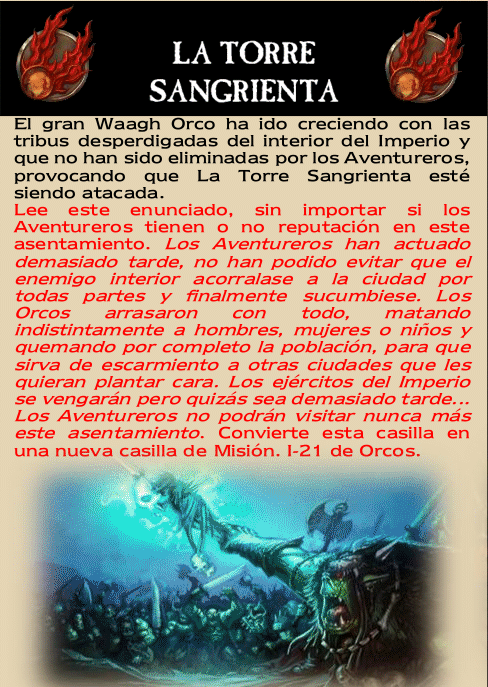 LA TORRE
SANGRIENTA
El gran Waagh Orco ha ido creciendo con las
tribus desperdigadas del interior del Imperio y
que no han sido eliminadas por los Aventureros,
provocando que La Torre Sangrienta esté
siendo atacada.
Lee este enunciado, sin importar si los
Aventureros tienen o no reputación en este
asentamiento. Los Aventureros han actuado
demasiado tarde, no han podido evitar que el
enemigo interior acorralase a la ciudad por
todas partes y finalmente sucumbiese. Los
Orcos arrasaron con todo, matando
indistintamente a hombres, mujeres o niños y
quemando por completo la población, para que
sirva de escarmiento a otras ciudades que les
quieran plantar cara. Los ejércitos del Imperio
se vengarán pero quizás sea demasiado tarde...
Los Aventureros no podrán visitar nunca más
este asentamiento. Convierte esta casilla en
una nueva casilla de Misión. I-21 de Orcos.